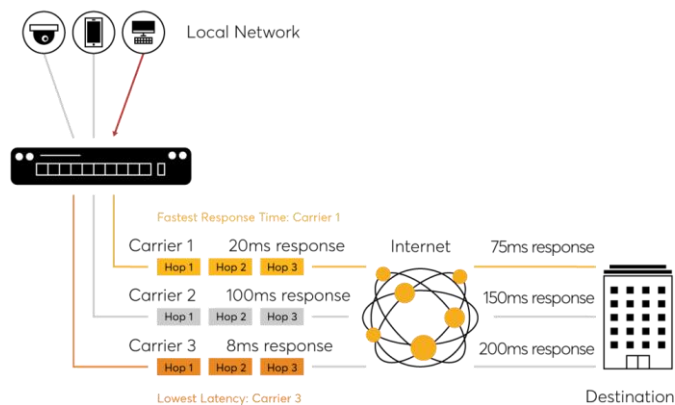 Local Network
Fastest Response Time: Carrier 1
Carrier 1 20ms response Internet 75ms response
Hop 1 Hop 2 Hop 3
Carrier 2 100ms response 150ms response
Hop 1 Hop 2 Hop 3
Carrier 3 8ms response 200ms response
Hop 1 Hop 2 Hop 3
Lowest Latency: Carrier 3
Destination